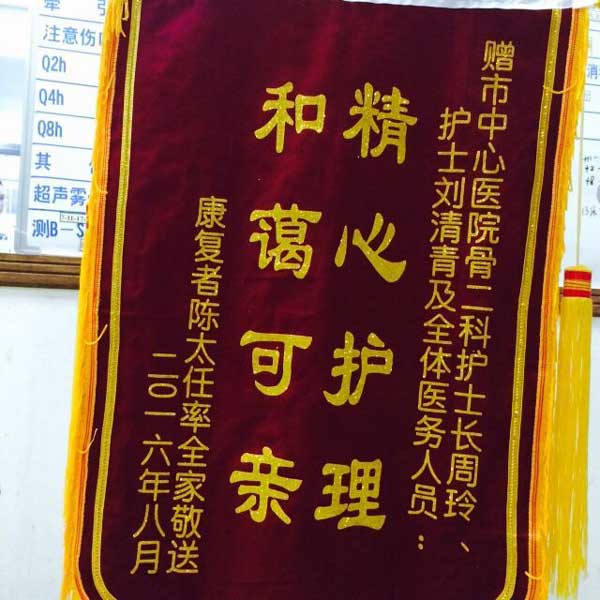 赠市中心医院骨二科护士长周玲、
护士刘清青及全体医务人员：
精心护理
和蔼可亲
康复者陈太任率全家敬送
二〇一六年八月
注意伤口
Q2h
Q4h
Q8h
其
超声雾
测B-S